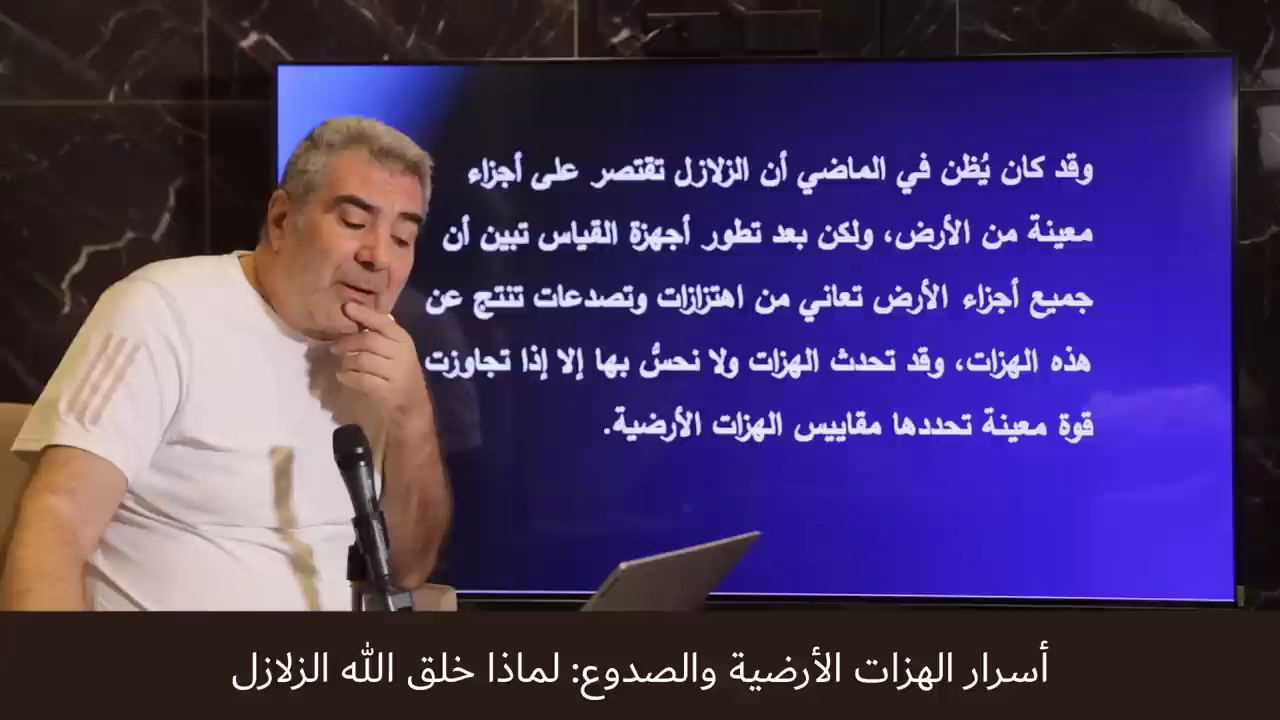 وقد كان يُظن في الماضي أن الزلازل تقتصر على أجزاء
معينة من الأرض، ولكن بعد تطور أجهزة القياس تبين أن
جميع أجزاء الأرض تعاني من اهتزازات وتصدعات تنتج عن
هذه الهزات، وقد تحدث الهزات ولا نحسُّ بها إلا إذا تجاوزت
قوة معينة تحددها مقاييس الهزات الأرضية.
أسرار الهزات الأرضية والصدوع: لماذا خلق الله الزلازل